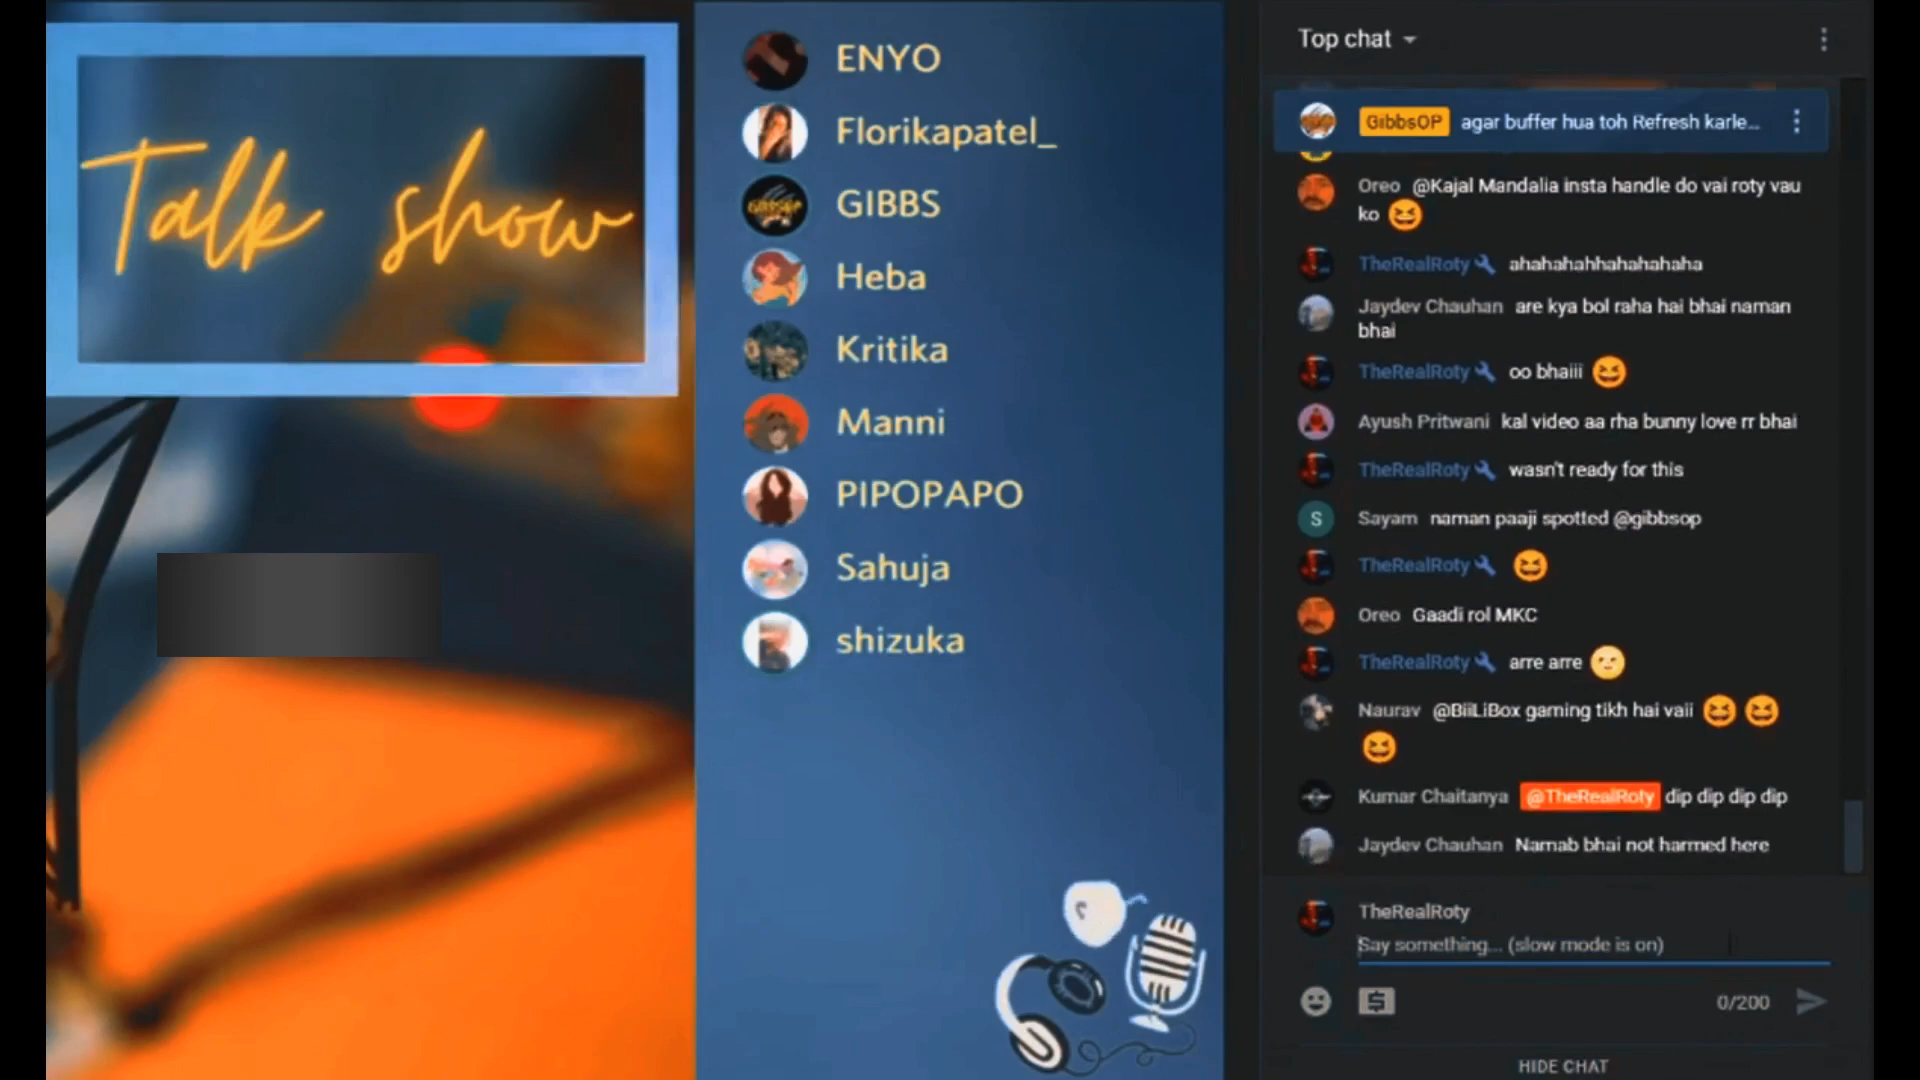 Talk show
ENYO
Florikapatel_
GIBBS
Heba
Kritika
Manni
PIPOPAPO
Sahuja
shizuka
Top chat
GibbsOP agar buffer hua toh Refresh karle...
Oreo @Kajal Mandalia insta handle do vai roty vau
ko
TheRealRoty ahahahahhahahahaha
Jaydev Chauhan are kya bol raha hai bhai naman
bhai
TheRealRoty oo bhaiii
Ayush Pritwani kal video aa rha bunny love rr bhai
TheRealRoty wasn't ready for this
S
Sayam naman paaji spotted @gibbsop
TheRealRoty
Oreo Gaadi rol MKC
TheRealRoty arre arre
Naurav @BiiLiBox gaming tikh hai vaii
Kumar Chaitanya @TheRealRoty dip dip dip dip
Jaydev Chauhan Namab bhai not harmed here
TheRealRoty
Say something... (slow mode is on)
0/200
HIDE CHAT